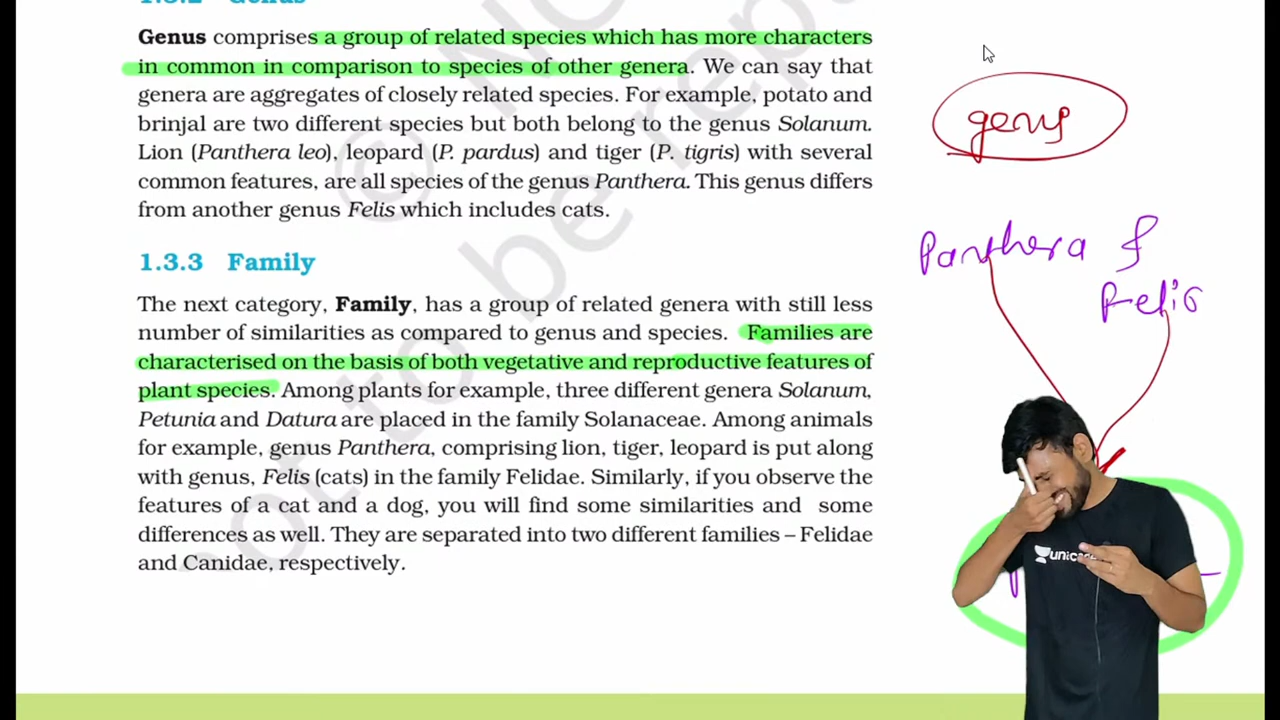 Genus comprises a group of related species which has more characters
in common in comparison to species of other genera. We can say that
genera are aggregates of closely related species. For example, potato and
brinjal are two different species but both belong to the genus Solanum.
Lion (Panthera leo), leopard (P. pardus) and tiger (P. tigris) with several
common features, are all species of the genus Panthera. This genus differs
from another genus Felis which includes cats.
1.3.3 Family
The next category, Family, has a group of related genera with still less
number of similarities as compared to genus and species. Families are
characterised on the basis of both vegetative and reproductive features of
plant species. Among plants for example, three different genera Solanum,
Petunia and Datura are placed in the family Solanaceae. Among animals
for example, genus Panthera, comprising lion, tiger, leopard is put along
with genus, Felis (cats) in the family Felidae. Similarly, if you observe the
features of a cat and a dog, you will find some similarities and some
differences as well. They are separated into two different families – Felidae
and Canidae, respectively.
genus
Panthera &
Felis